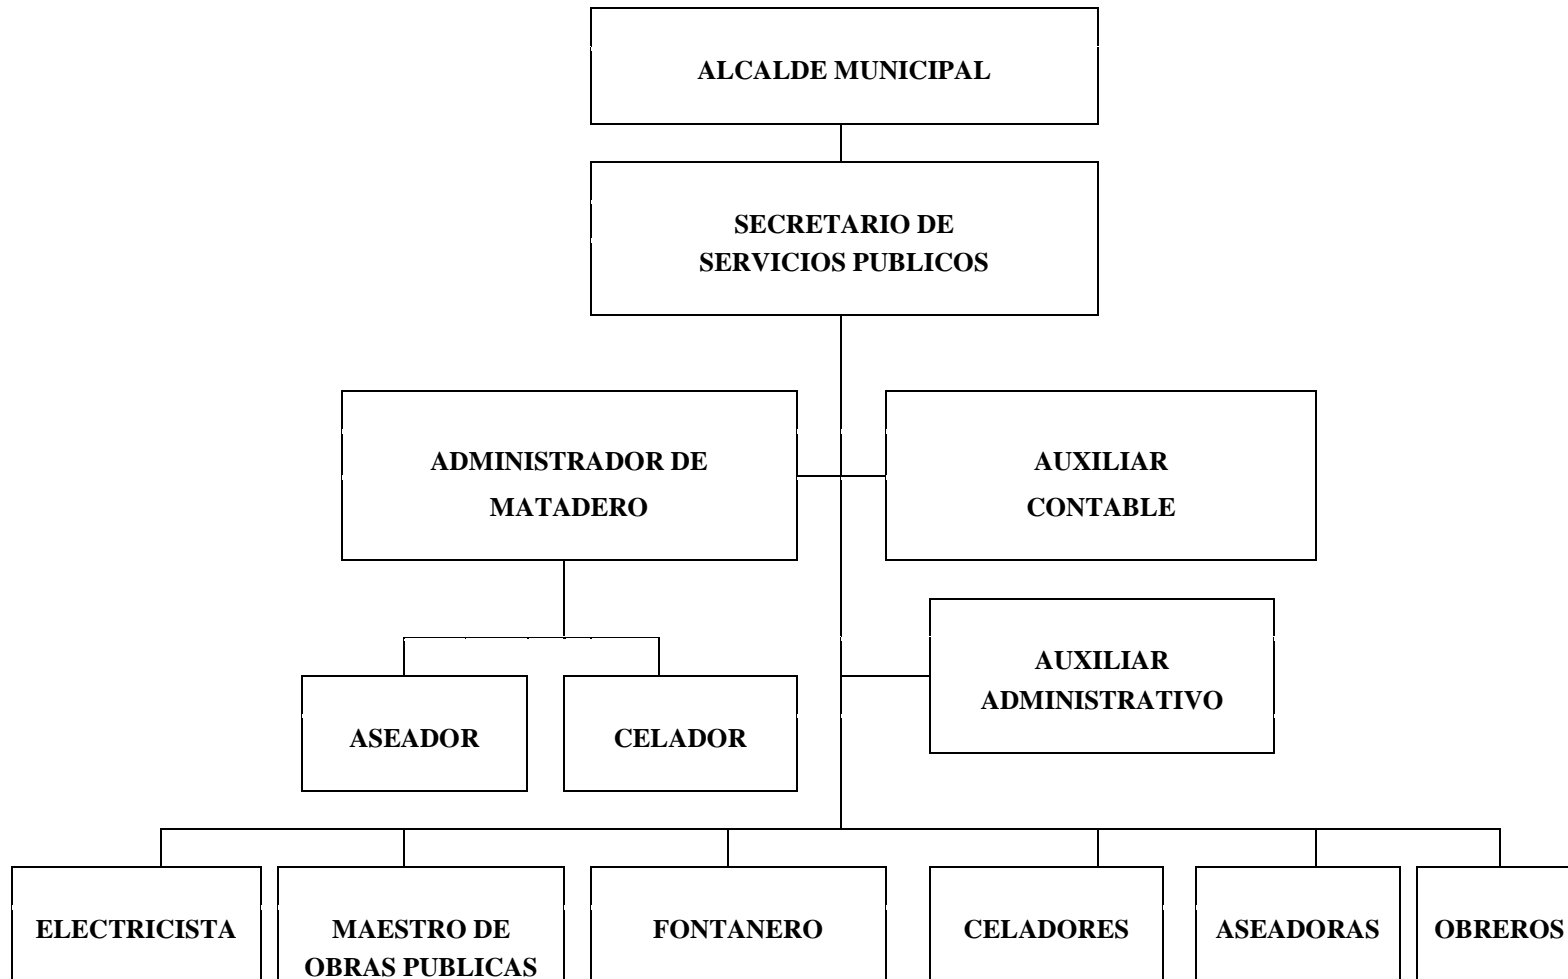 ALCALDE MUNICIPAL
SECRETARIO DE
SERVICIOS PUBLICOS
ADMINISTRADOR DE
MATADERO
AUXILIAR
CONTABLE
AUXILIAR
ADMINISTRATIVO
ASEADOR
CELADOR
ELECTRICISTA
MAESTRO DE
OBRAS PUBLICAS
FONTANERO
CELADORES
ASEADORAS
OBREROS